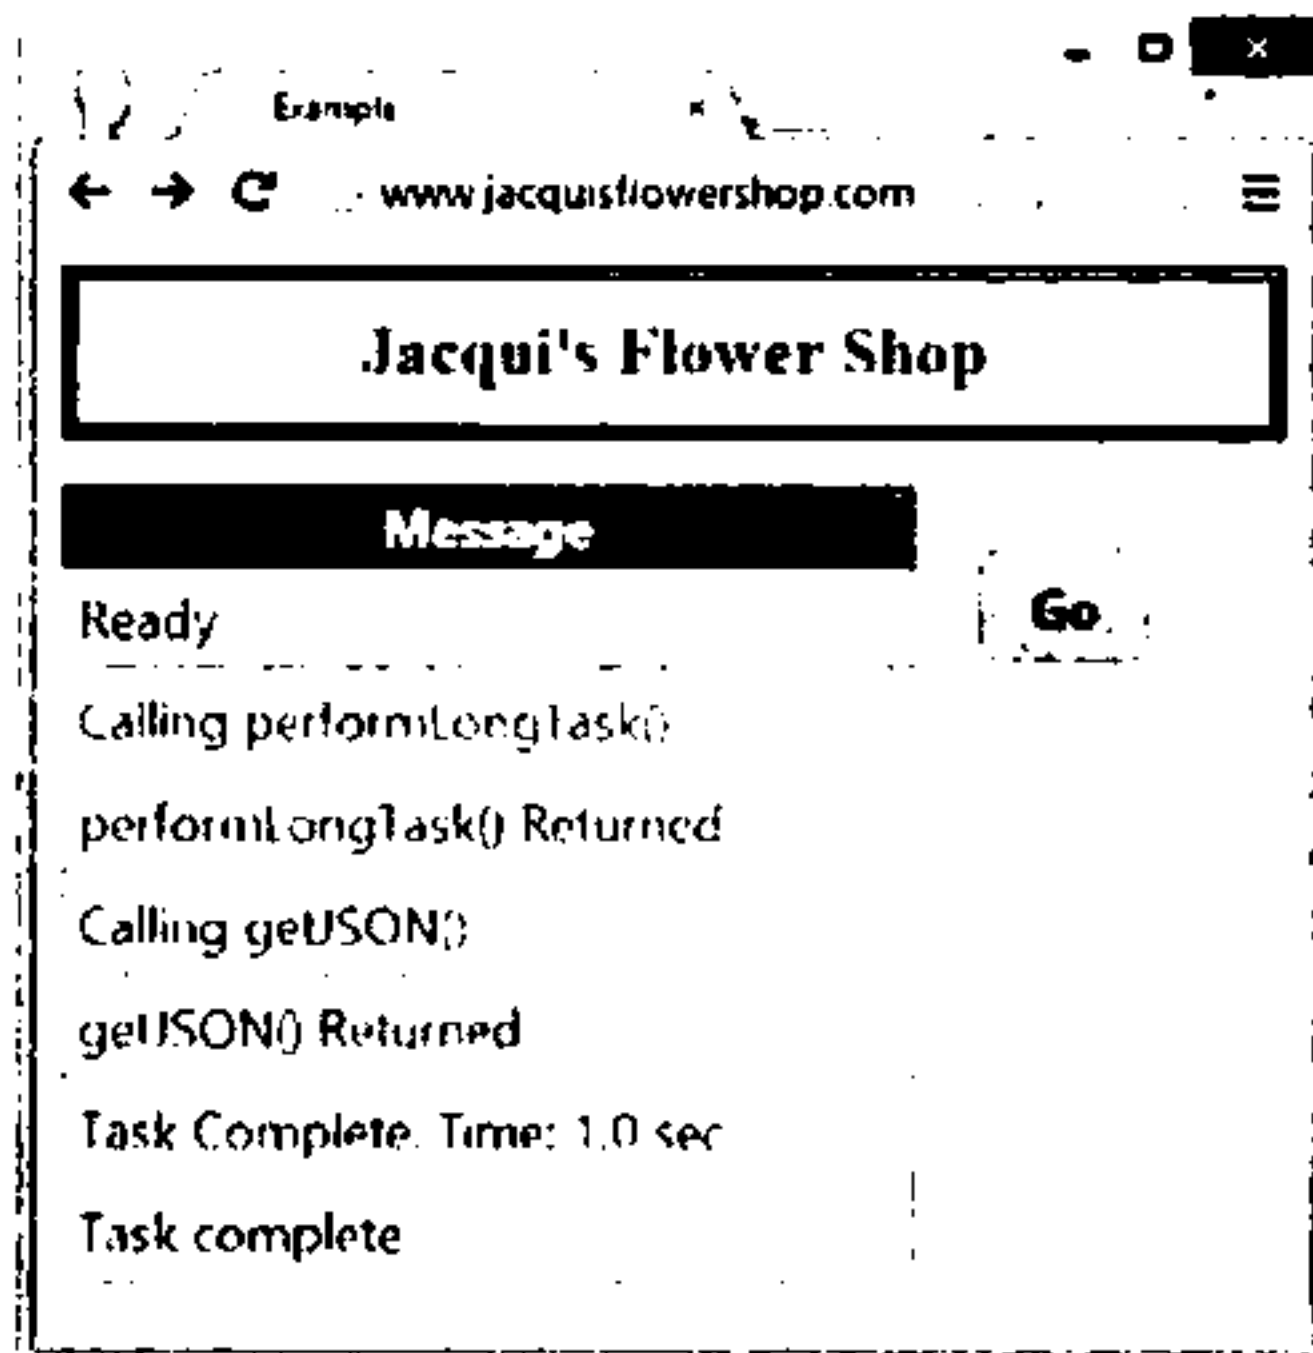 Example
www.jacquisflowershop.com
Jacqui's Flower Shop
Message
Ready
Go
Calling performLongTask()
performLongTask() Returned
Calling getJSON()
getJSON() Returned
Task Complete. Time: 1.0 sec
Task complete